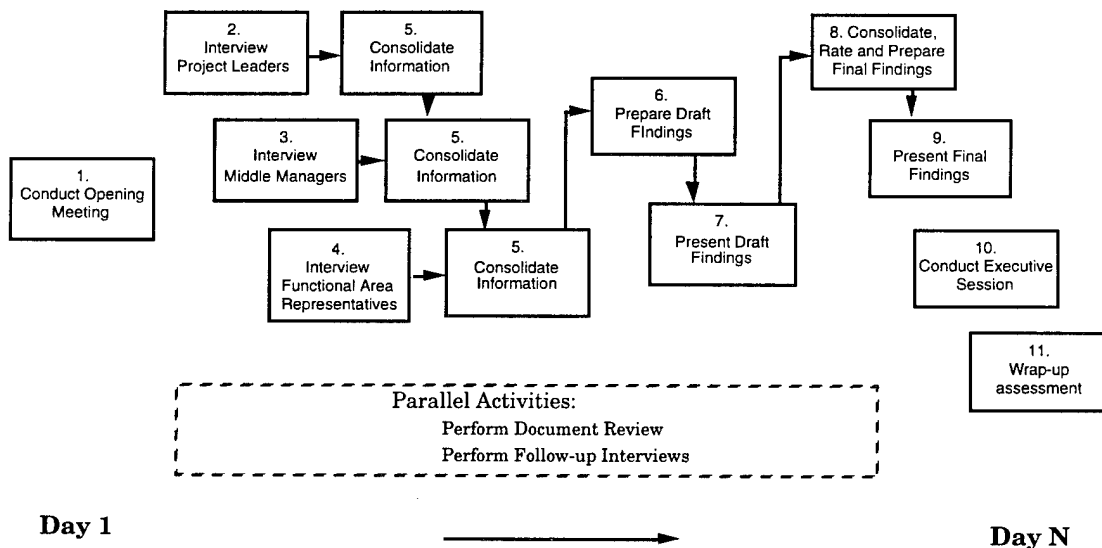 1.
Conduct Opening
Meeting
2.
Interview
Project Leaders
5.
Consolidate
Information
3.
Interview
Middle Managers
5.
Consolidate
Information
4.
Interview
Functional Area
Representatives
5.
Consolidate
Information
6.
Prepare Draft
FIndings
7.
Present Draft
Findings
8. Consolidate,
Rate and Prepare
Final Findings
9.
Present Final
Findings
10.
Conduct Executive
Session
11.
Wrap-up
assessment
Parallel Activities:
Perform Document Review
Perform Follow-up Interviews
Day 1
Day N